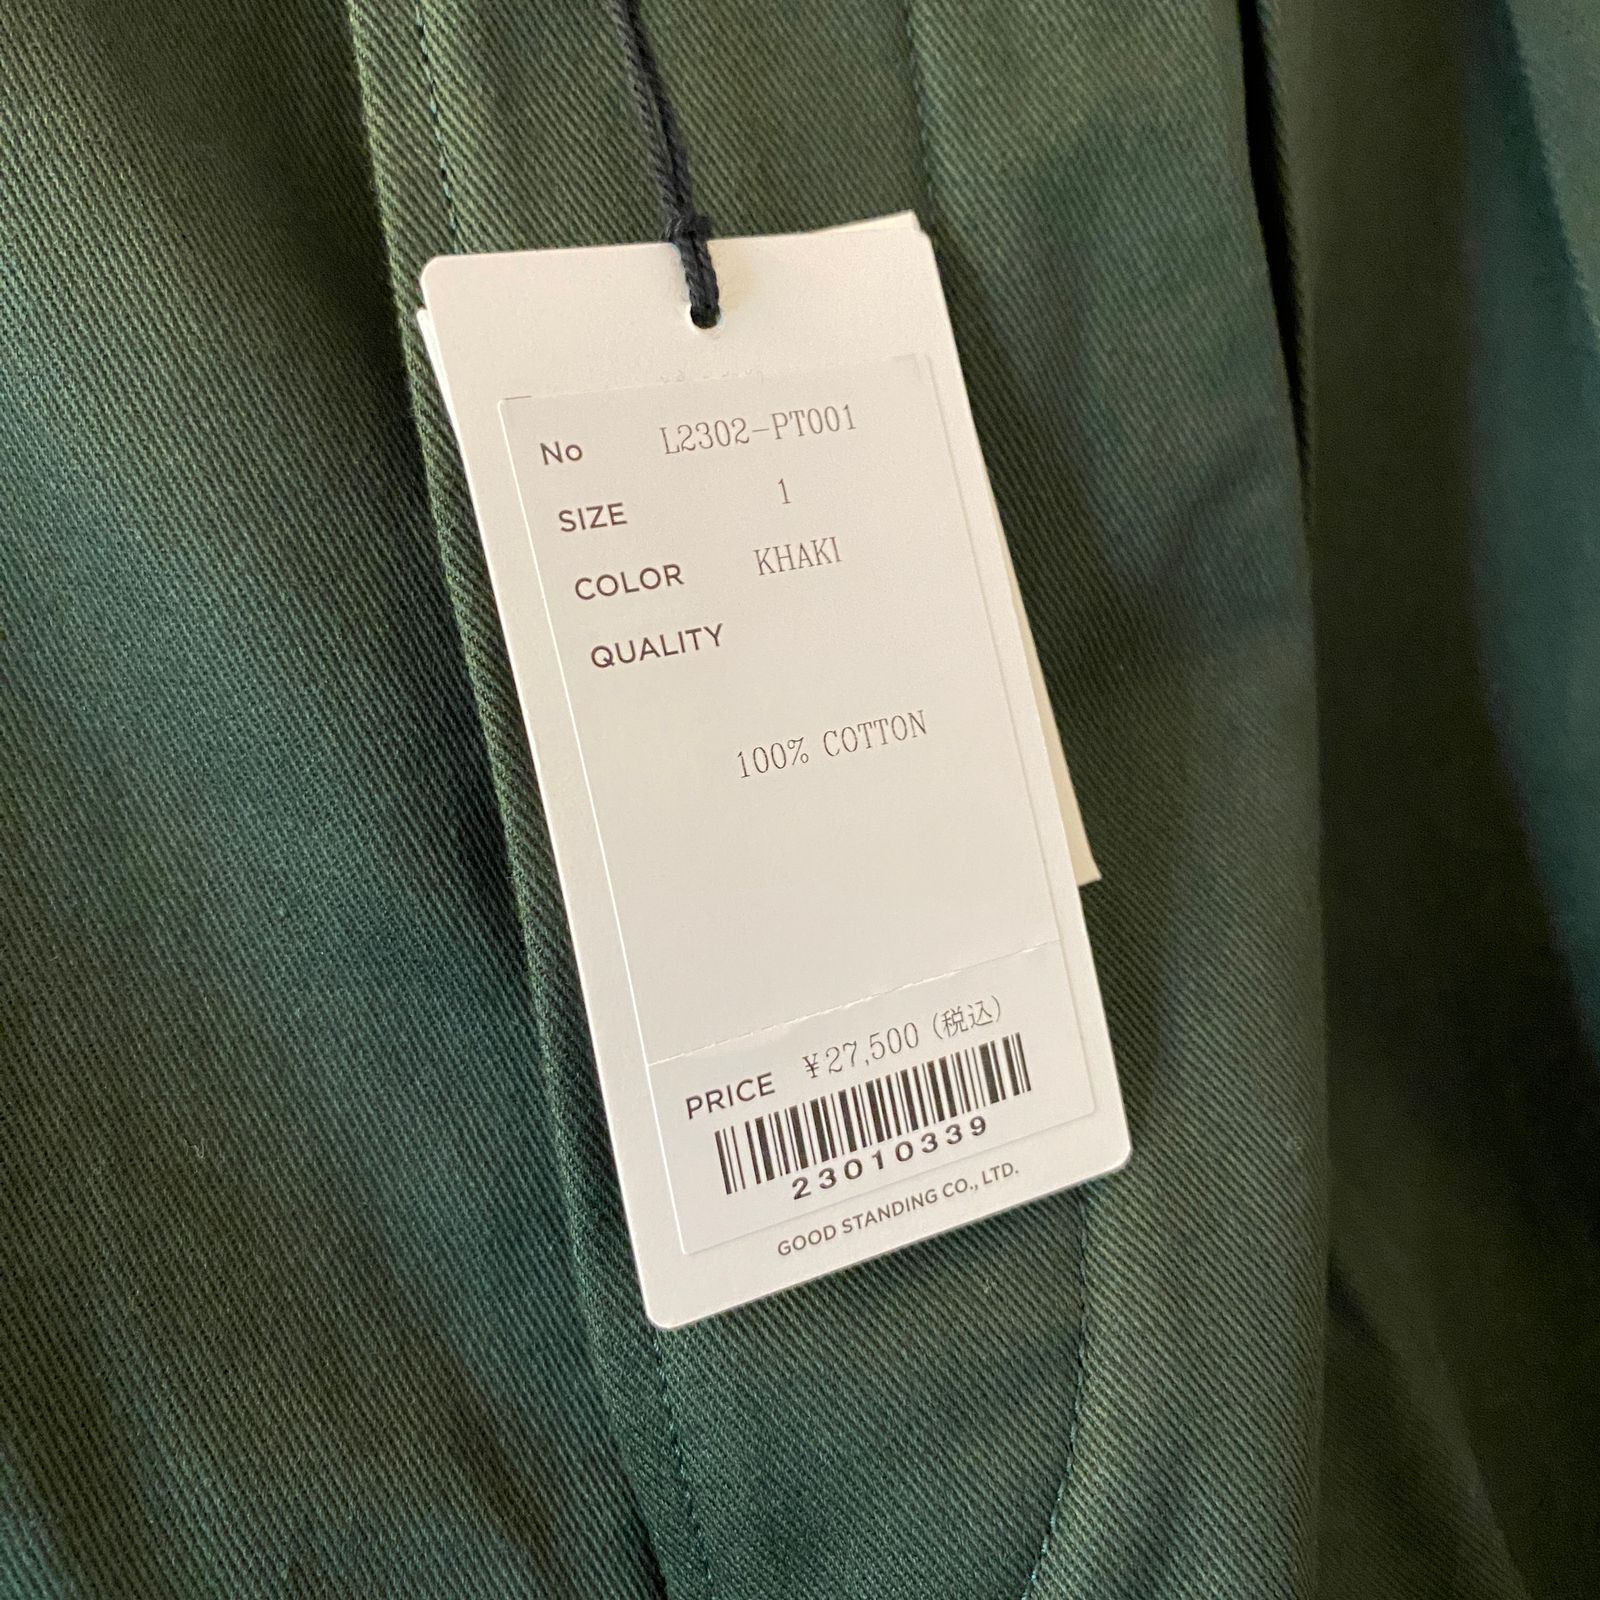 No L2302-PT001
SIZE 1
COLOR KHAKI
QUALITY
100% COTTON
PRICE ¥27,500 (税込)
23010339
GOOD STANDING CO., LTD.